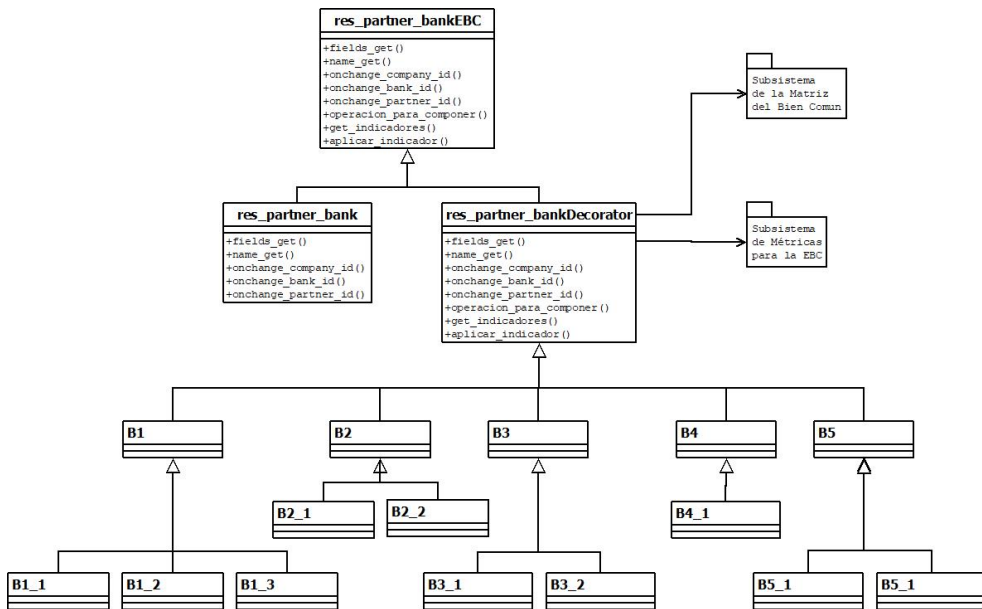 res_partner_bankEBC
+fields_get()
+name_get()
+onchange_company_id()
+onchange_bank_id()
+onchange_partner_id()
+operacion_para_componer()
+get_indicadores()
+aplicar_indicador()
Subsistema
de la Matriz
del Bien Comun
res_partner_bank
+fields_get()
+name_get()
+onchange_company_id()
+onchange_bank_id()
+onchange_partner_id()
res_partner_bankDecorator
+fields_get()
+name_get()
+onchange_company_id()
+onchange_bank_id()
+onchange_partner_id()
+operacion_para_componer()
+get_indicadores()
+aplicar_indicador()
Subsistema
de Métricas
para la EBC
B1
B2
B3
B4
B5
B2_1
B2_2
B4_1
B1_1
B1_2
B1_3
B3_1
B3_2
B5_1
B5_1